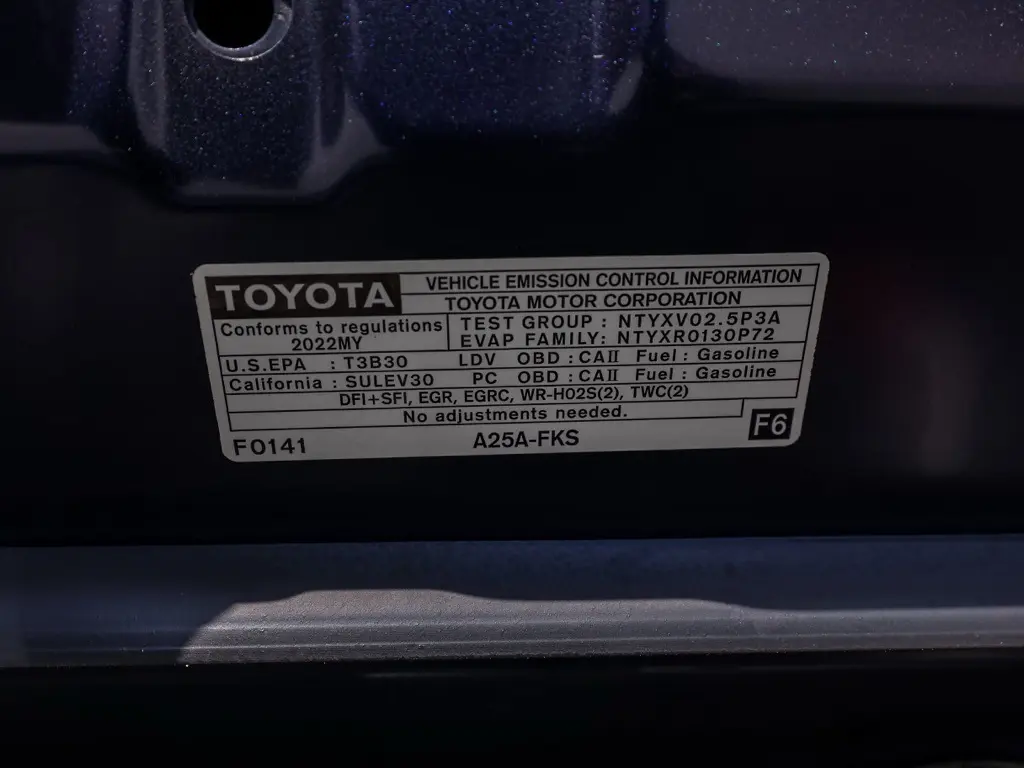 TOYOTA
VEHICLE EMISSION CONTROL INFORMATION
TOYOTA MOTOR CORPORATION
Conforms to regulations
2022MY
TEST GROUP : NTYXV02.5P3A
EVAP FAMILY: NTYXR0130P72
U.S.EPA : T3B30 LDV OBD : CAII Fuel : Gasoline
California : SULEV30 PC OBD : CAII Fuel : Gasoline
DFI+SFI, EGR, EGRC, WR-HO2S(2), TWC(2)
No adjustments needed.
F0141 A25A-FKS F6